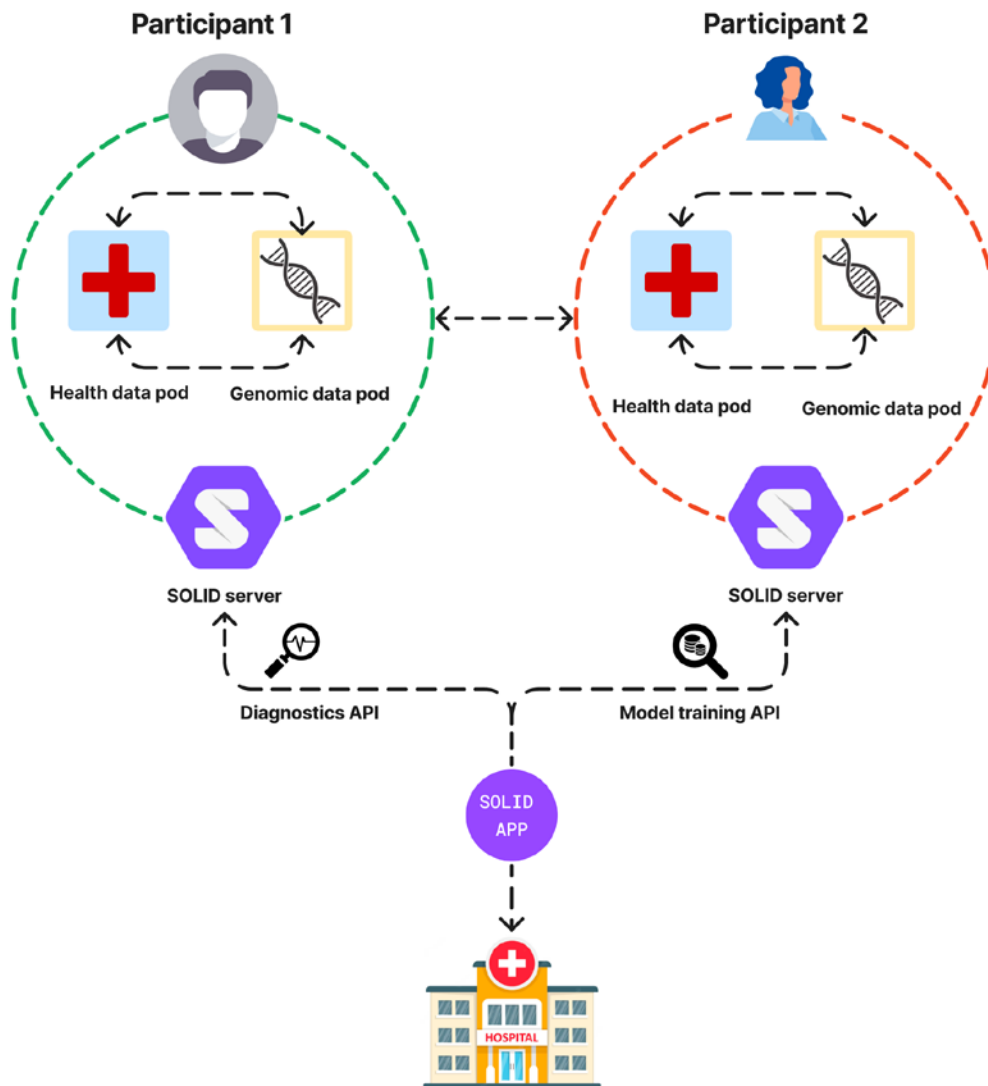 Participant 1
Participant 2
Health data pod
Genomic data pod
Health data pod
Genomic data pod
SOLID server
SOLID server
Diagnostics API
Model training API
SOLID
APP
HOSPITAL